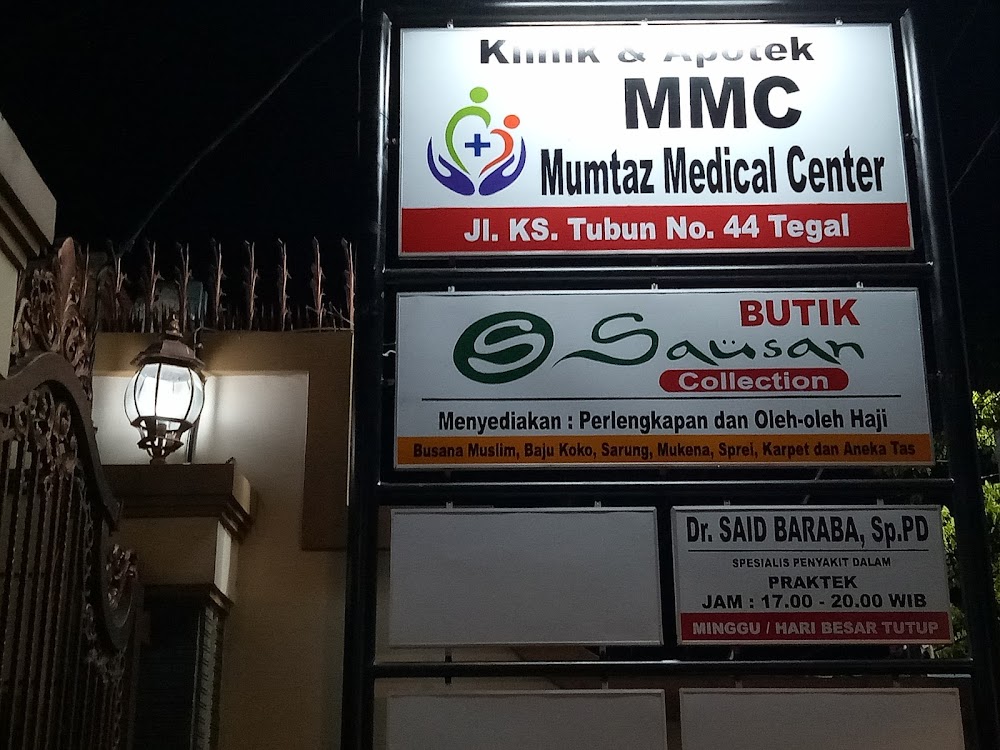 Klinik & Apotek
MMC
Mumtaz Medical Center
Jl. KS. Tubun No. 44 Tegal
BUTIK
S Saüsan
Collection
Menyediakan : Perlengkapan dan Oleh-oleh Haji
Busana Muslim, Baju Koko, Sarung, Mukena, Sprei, Karpet dan Aneka Tas
Dr. SAID BARABA, Sp.PD
SPESIALIS PENYAKIT DALAM
PRAKTEK
JAM : 17.00 - 20.00 WIB
MINGGU / HARI BESAR TUTUP